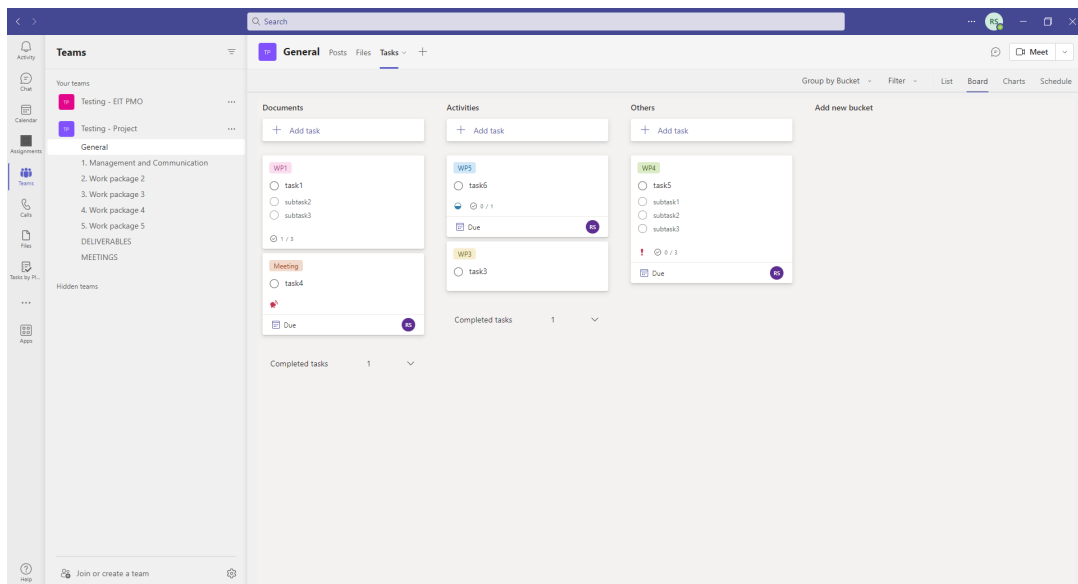 Search
RS
Activity
Chat
Calendar
Assignments
Teams
Calls
Files
Tasks by Pl...
Apps
Help
Teams
Your teams
TP
Testing - EIT PMO
TP
Testing - Project
General
1. Management and Communication
2. Work package 2
3. Work package 3
4. Work package 4
5. Work package 5
DELIVERABLES
MEETINGS
Hidden teams
Join or create a team
TP
General Posts Files Tasks
Meet
Group by Bucket Filter List Board Charts Schedule
Documents
Add task
WP1
task1
subtask2
subtask3
1 / 3
Meeting
task4
Due
RS
Completed tasks 1
Activities
Add task
WP5
task6
0 / 1
Due
RS
WP3
task3
Completed tasks 1
Others
Add task
WP4
task5
subtask1
subtask2
subtask3
0 / 3
Due
RS
Add new bucket